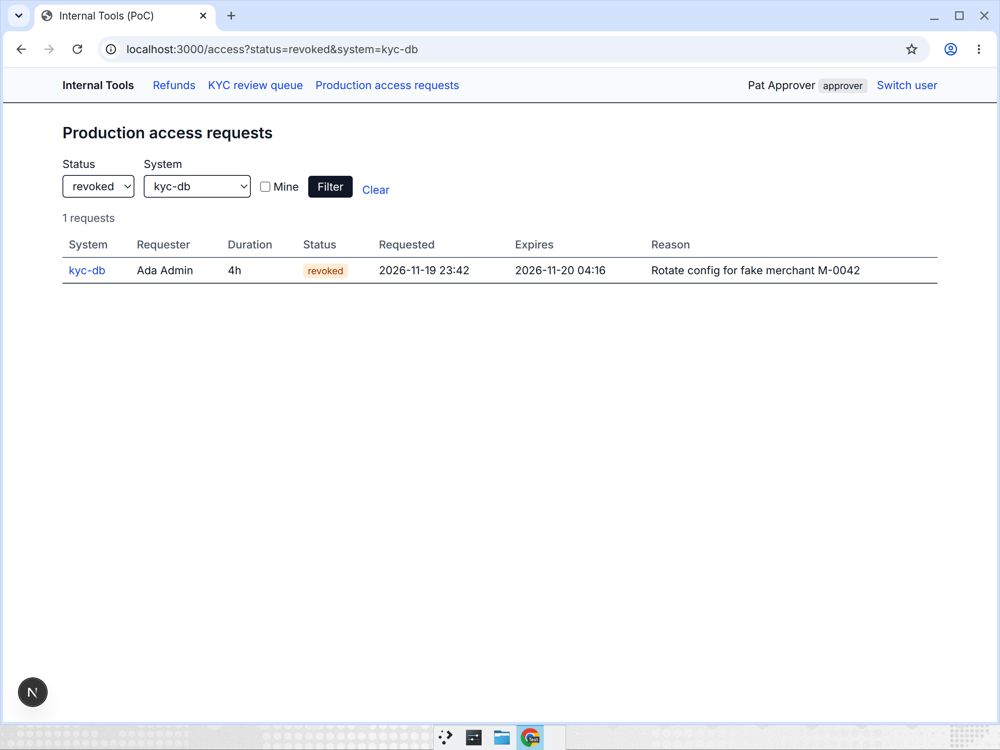 Internal Tools (PoC)
localhost:3000/access?status=revoked&system=kyc-db
Internal Tools Refunds KYC review queue Production access requests Pat Approver approver Switch user
Production access requests
Status System
revoked kyc-db Mine Filter Clear
1 requests
System Requester Duration Status Requested Expires Reason
kyc-db Ada Admin 4h revoked 2026-11-19 23:42 2026-11-20 04:16 Rotate config for fake merchant M-0042
N